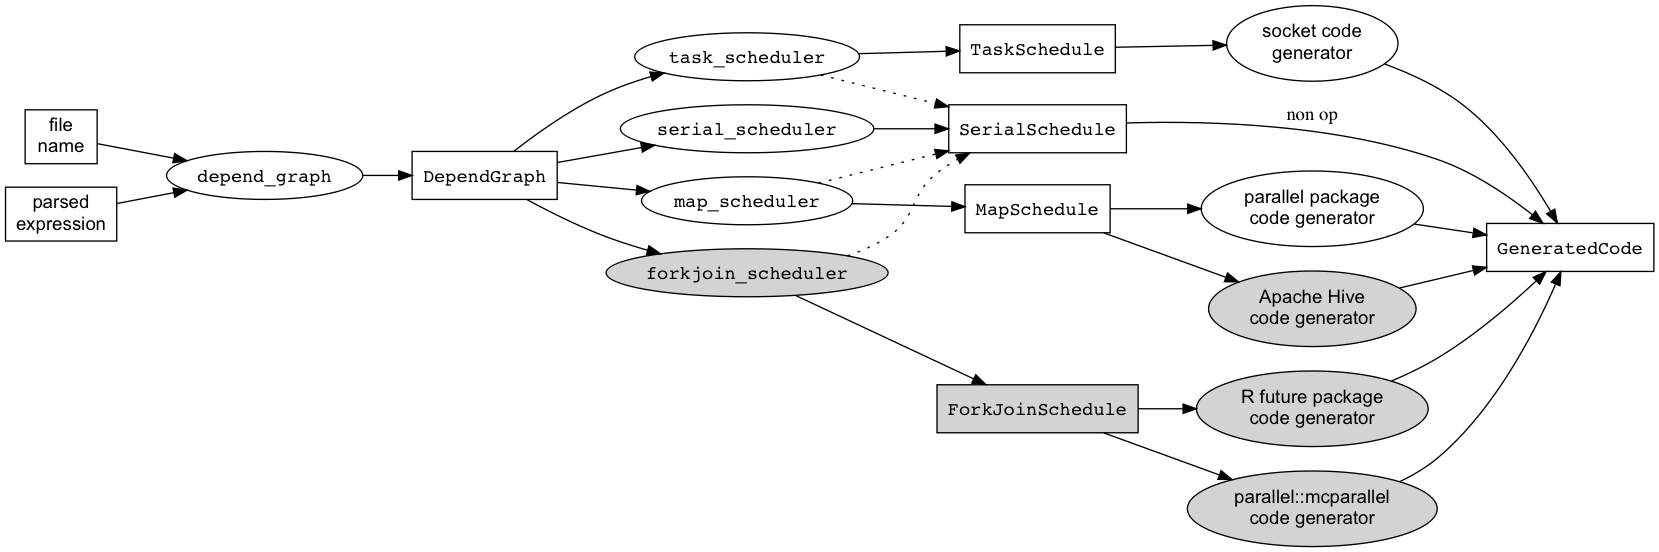 file
name
parsed
expression
depend_graph
DependGraph
task_scheduler
serial_scheduler
map_scheduler
forkjoin_scheduler
TaskSchedule
SerialSchedule
MapSchedule
ForkJoinSchedule
socket code
generator
non op
parallel package
code generator
Apache Hive
code generator
R future package
code generator
parallel::mcparallel
code generator
GeneratedCode